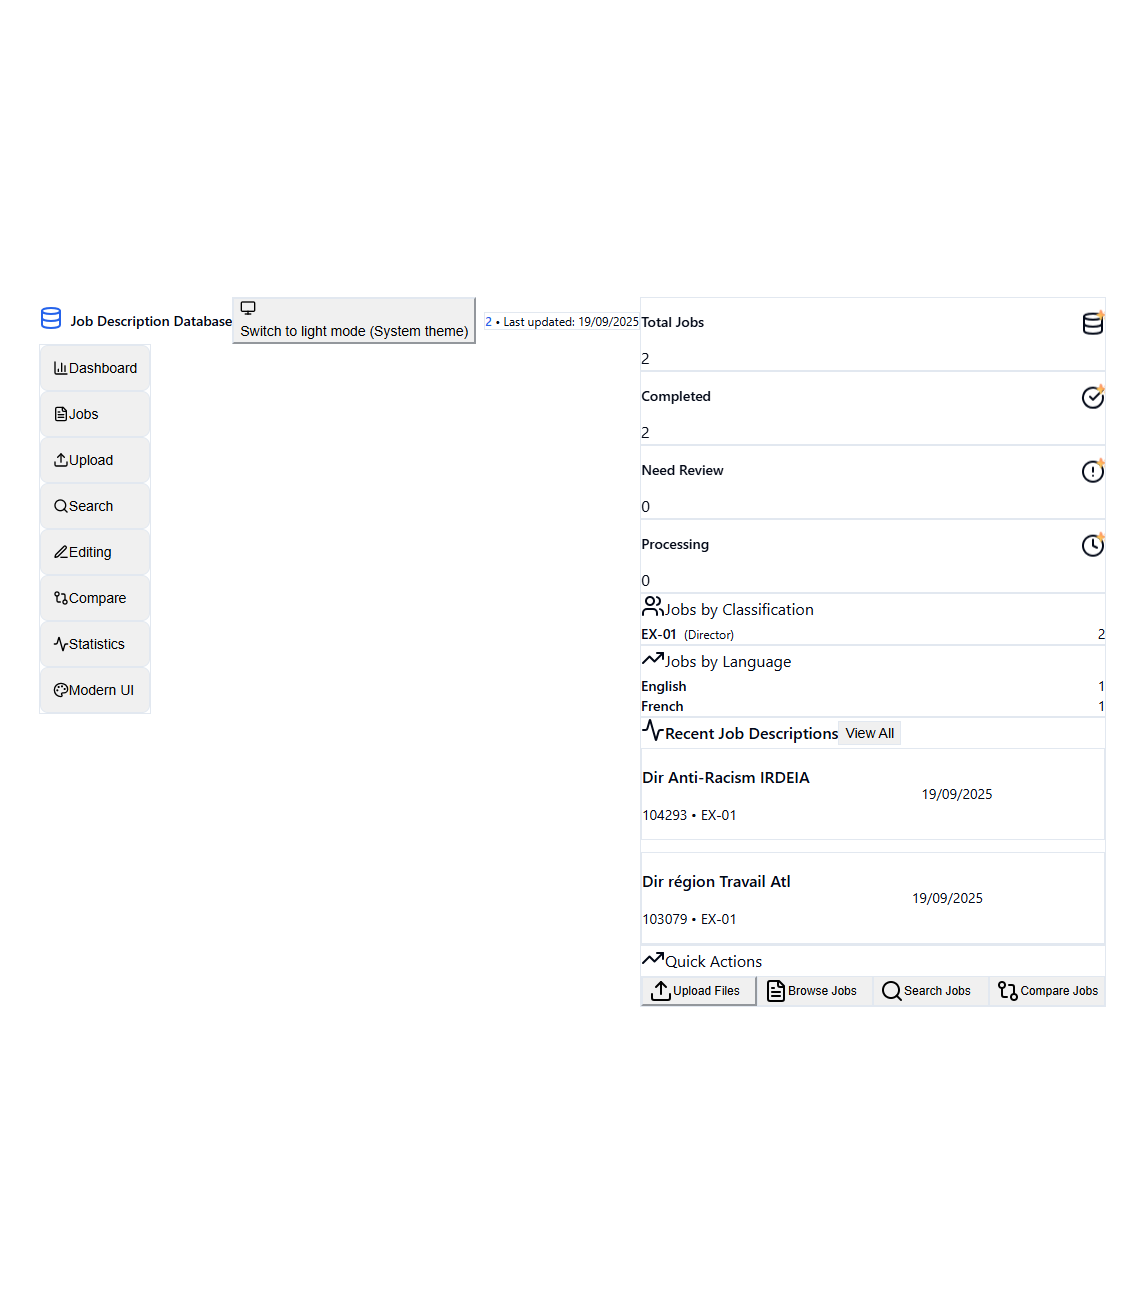 Job Description Database
Switch to light mode (System theme)
2 • Last updated: 19/09/2025
Dashboard
Jobs
Upload
Search
Editing
Compare
Statistics
Modern UI
Total Jobs
2
Completed
2
Need Review
0
Processing
0
Jobs by Classification
EX-01 (Director) 2
Jobs by Language
English 1
French 1
Recent Job Descriptions View All
Dir Anti-Racism IRDEIA
19/09/2025
104293 • EX-01
Dir région Travail Atl
19/09/2025
103079 • EX-01
Quick Actions
Upload Files Browse Jobs Search Jobs Compare Jobs